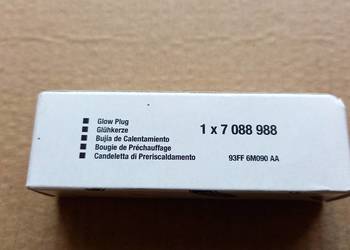 ■ Glow Plug
■ Glühkerze
■ Bujía de Calentamiento
■ Bougie de Préchauffage
■ Candeletta di Preriscaldamento
1 x 7 088 988
93FF 6M090 AA